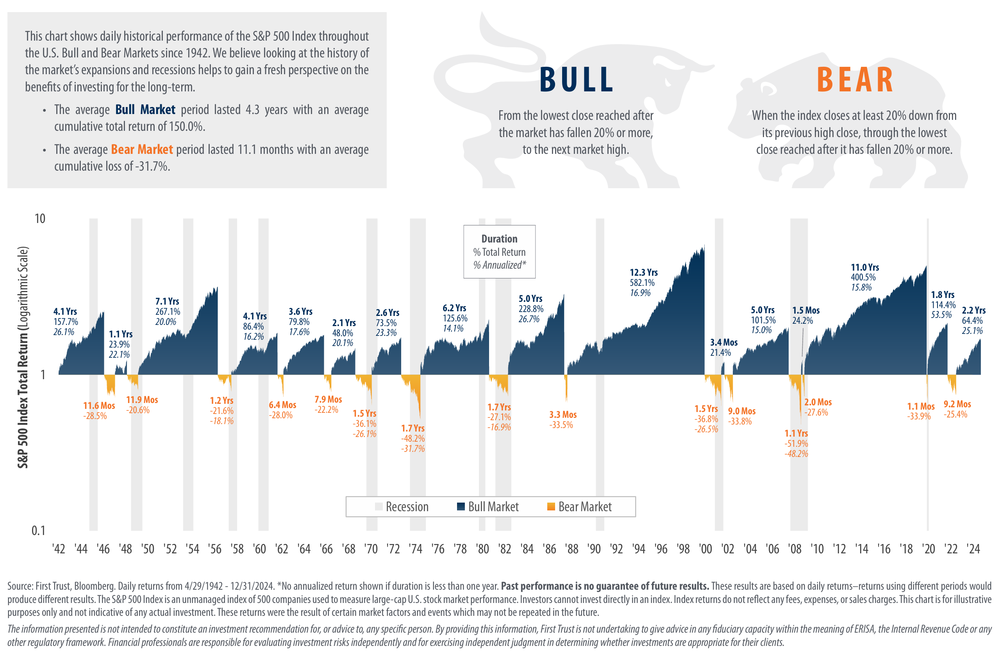 This chart shows daily historical performance of the S&P 500 Index throughout
the U.S. Bull and Bear Markets since 1942. We believe looking at the history of
the market's expansions and recessions helps to gain a fresh perspective on the
benefits of investing for the long-term.
• The average Bull Market period lasted 4.3 years with an average
cumulative total return of 150.0%.
• The average Bear Market period lasted 11.1 months with an average
cumulative loss of -31.7%.
BULL
From the lowest close reached after
the market has fallen 20% or more,
to the next market high.
BEAR
When the index closes at least 20% down from
its previous high close, through the lowest
close reached after it has fallen 20% or more.
S&P 500 Index Total Return (Logarithmic Scale)
10
1
0.1
Duration
% Total Return
% Annualized*
4.1 Yrs
157.7%
26.1%
1.1 Yrs
23.9%
22.1%
7.1 Yrs
267.1%
20.0%
4.1 Yrs
86.4%
16.2%
3.6 Yrs
79.8%
17.6%
2.1 Yrs
48.0%
20.1%
2.6 Yrs
73.5%
23.3%
6.2 Yrs
125.6%
14.1%
5.0 Yrs
228.8%
26.7%
12.3 Yrs
582.1%
16.9%
3.4 Mos
21.4%
5.0 Yrs
101.5%
15.0%
1.5 Mos
24.2%
11.0 Yrs
400.5%
15.8%
1.8 Yrs
114.4%
53.5%
2.2 Yrs
64.4%
25.1%
11.6 Mos
-28.5%
11.9 Mos
-20.6%
1.2 Yrs
-21.6%
-18.1%
6.4 Mos
-28.0%
7.9 Mos
-22.2%
1.5 Yrs
-36.1%
-26.1%
1.7 Yrs
-48.2%
-31.7%
1.7 Yrs
-27.1%
-16.9%
3.3 Mos
-33.5%
1.5 Yrs
-36.8%
-26.5%
9.0 Mos
-33.8%
1.1 Yrs
-51.9%
-48.2%
2.0 Mos
-27.6%
1.1 Mos
-33.9%
9.2 Mos
-25.4%
Recession Bull Market Bear Market
'42 '44 '46 '48 '50 '52 '54 '56 '58 '60 '62 '64 '66 '68 '70 '72 '74 '76 '78 '80 '82 '84 '86 '88 '90 '92 '94 '96 '98 '00 '02 '04 '06 '08 '10 '12 '14 '16 '18 '20 '22 '24
Source: First Trust, Bloomberg. Daily returns from 4/29/1942 - 12/31/2024. *No annualized return shown if duration is less than one year. Past performance is no guarantee of future results. These results are based on daily returns–returns using different periods would
produce different results. The S&P 500 Index is an unmanaged index of 500 companies used to measure large-cap U.S. stock market performance. Investors cannot invest directly in an index. Index returns do not reflect any fees, expenses, or sales charges. This chart is for illustrative
purposes only and not indicative of any actual investment. These returns were the result of certain market factors and events which may not be repeated in the future.
The information presented is not intended to constitute an investment recommendation for, or advice to, any specific person. By providing this information, First Trust is not undertaking to give advice in any fiduciary capacity within the meaning of ERISA, the Internal Revenue Code or any
other regulatory framework. Financial professionals are responsible for evaluating investment risks independently and for exercising independent judgment in determining whether investments are appropriate for their clients.